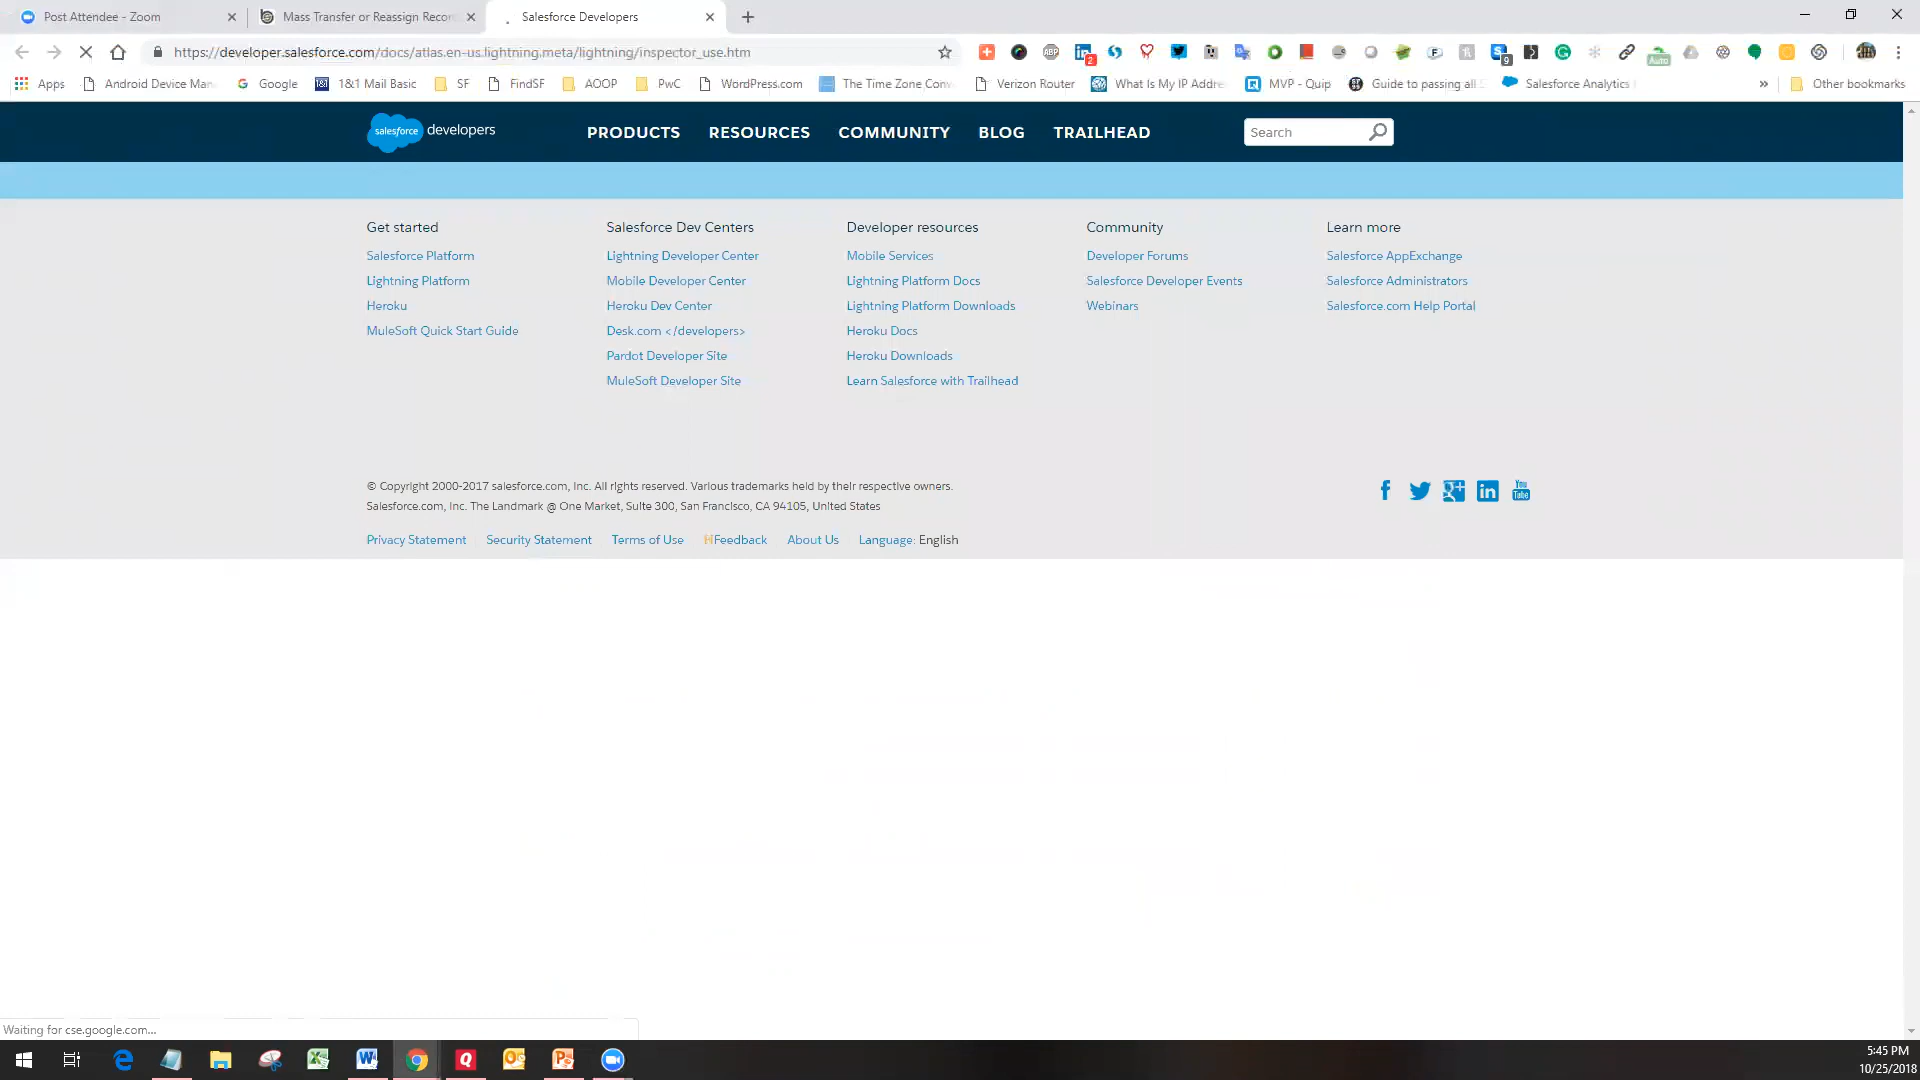 Post Attendee - Zoom
Mass Transfer or Reassign Recor
Salesforce Developers
https://developer.salesforce.com/docs/atlas.en-us.lightning.meta/lightning/inspector_use.htm
ABP
2
9
Auto
Apps
Android Device Man
Google
1&1 Mail Basic
SF
FindSF
AOOP
PwC
WordPress.com
The Time Zone Conv
Verizon Router
What Is My IP Addre
MVP - Quip
Guide to passing all
Salesforce Analytics
»
Other bookmarks
salesforce developers
PRODUCTS RESOURCES COMMUNITY BLOG TRAILHEAD
Search
Get started
Salesforce Platform
Lightning Platform
Heroku
MuleSoft Quick Start Guide
Salesforce Dev Centers
Lightning Developer Center
Mobile Developer Center
Heroku Dev Center
Desk.com </developers>
Pardot Developer Site
MuleSoft Developer Site
Developer resources
Mobile Services
Lightning Platform Docs
Lightning Platform Downloads
Heroku Docs
Heroku Downloads
Learn Salesforce with Trailhead
Community
Developer Forums
Salesforce Developer Events
Webinars
Learn more
Salesforce AppExchange
Salesforce Administrators
Salesforce.com Help Portal
© Copyright 2000-2017 salesforce.com, Inc. All rights reserved. Various trademarks held by their respective owners.
Salesforce.com, Inc. The Landmark @ One Market, Suite 300, San Francisco, CA 94105, United States
Privacy Statement Security Statement Terms of Use Feedback About Us Language: English
You Tube
Waiting for cse.google.com...
5:45 PM
10/25/2018